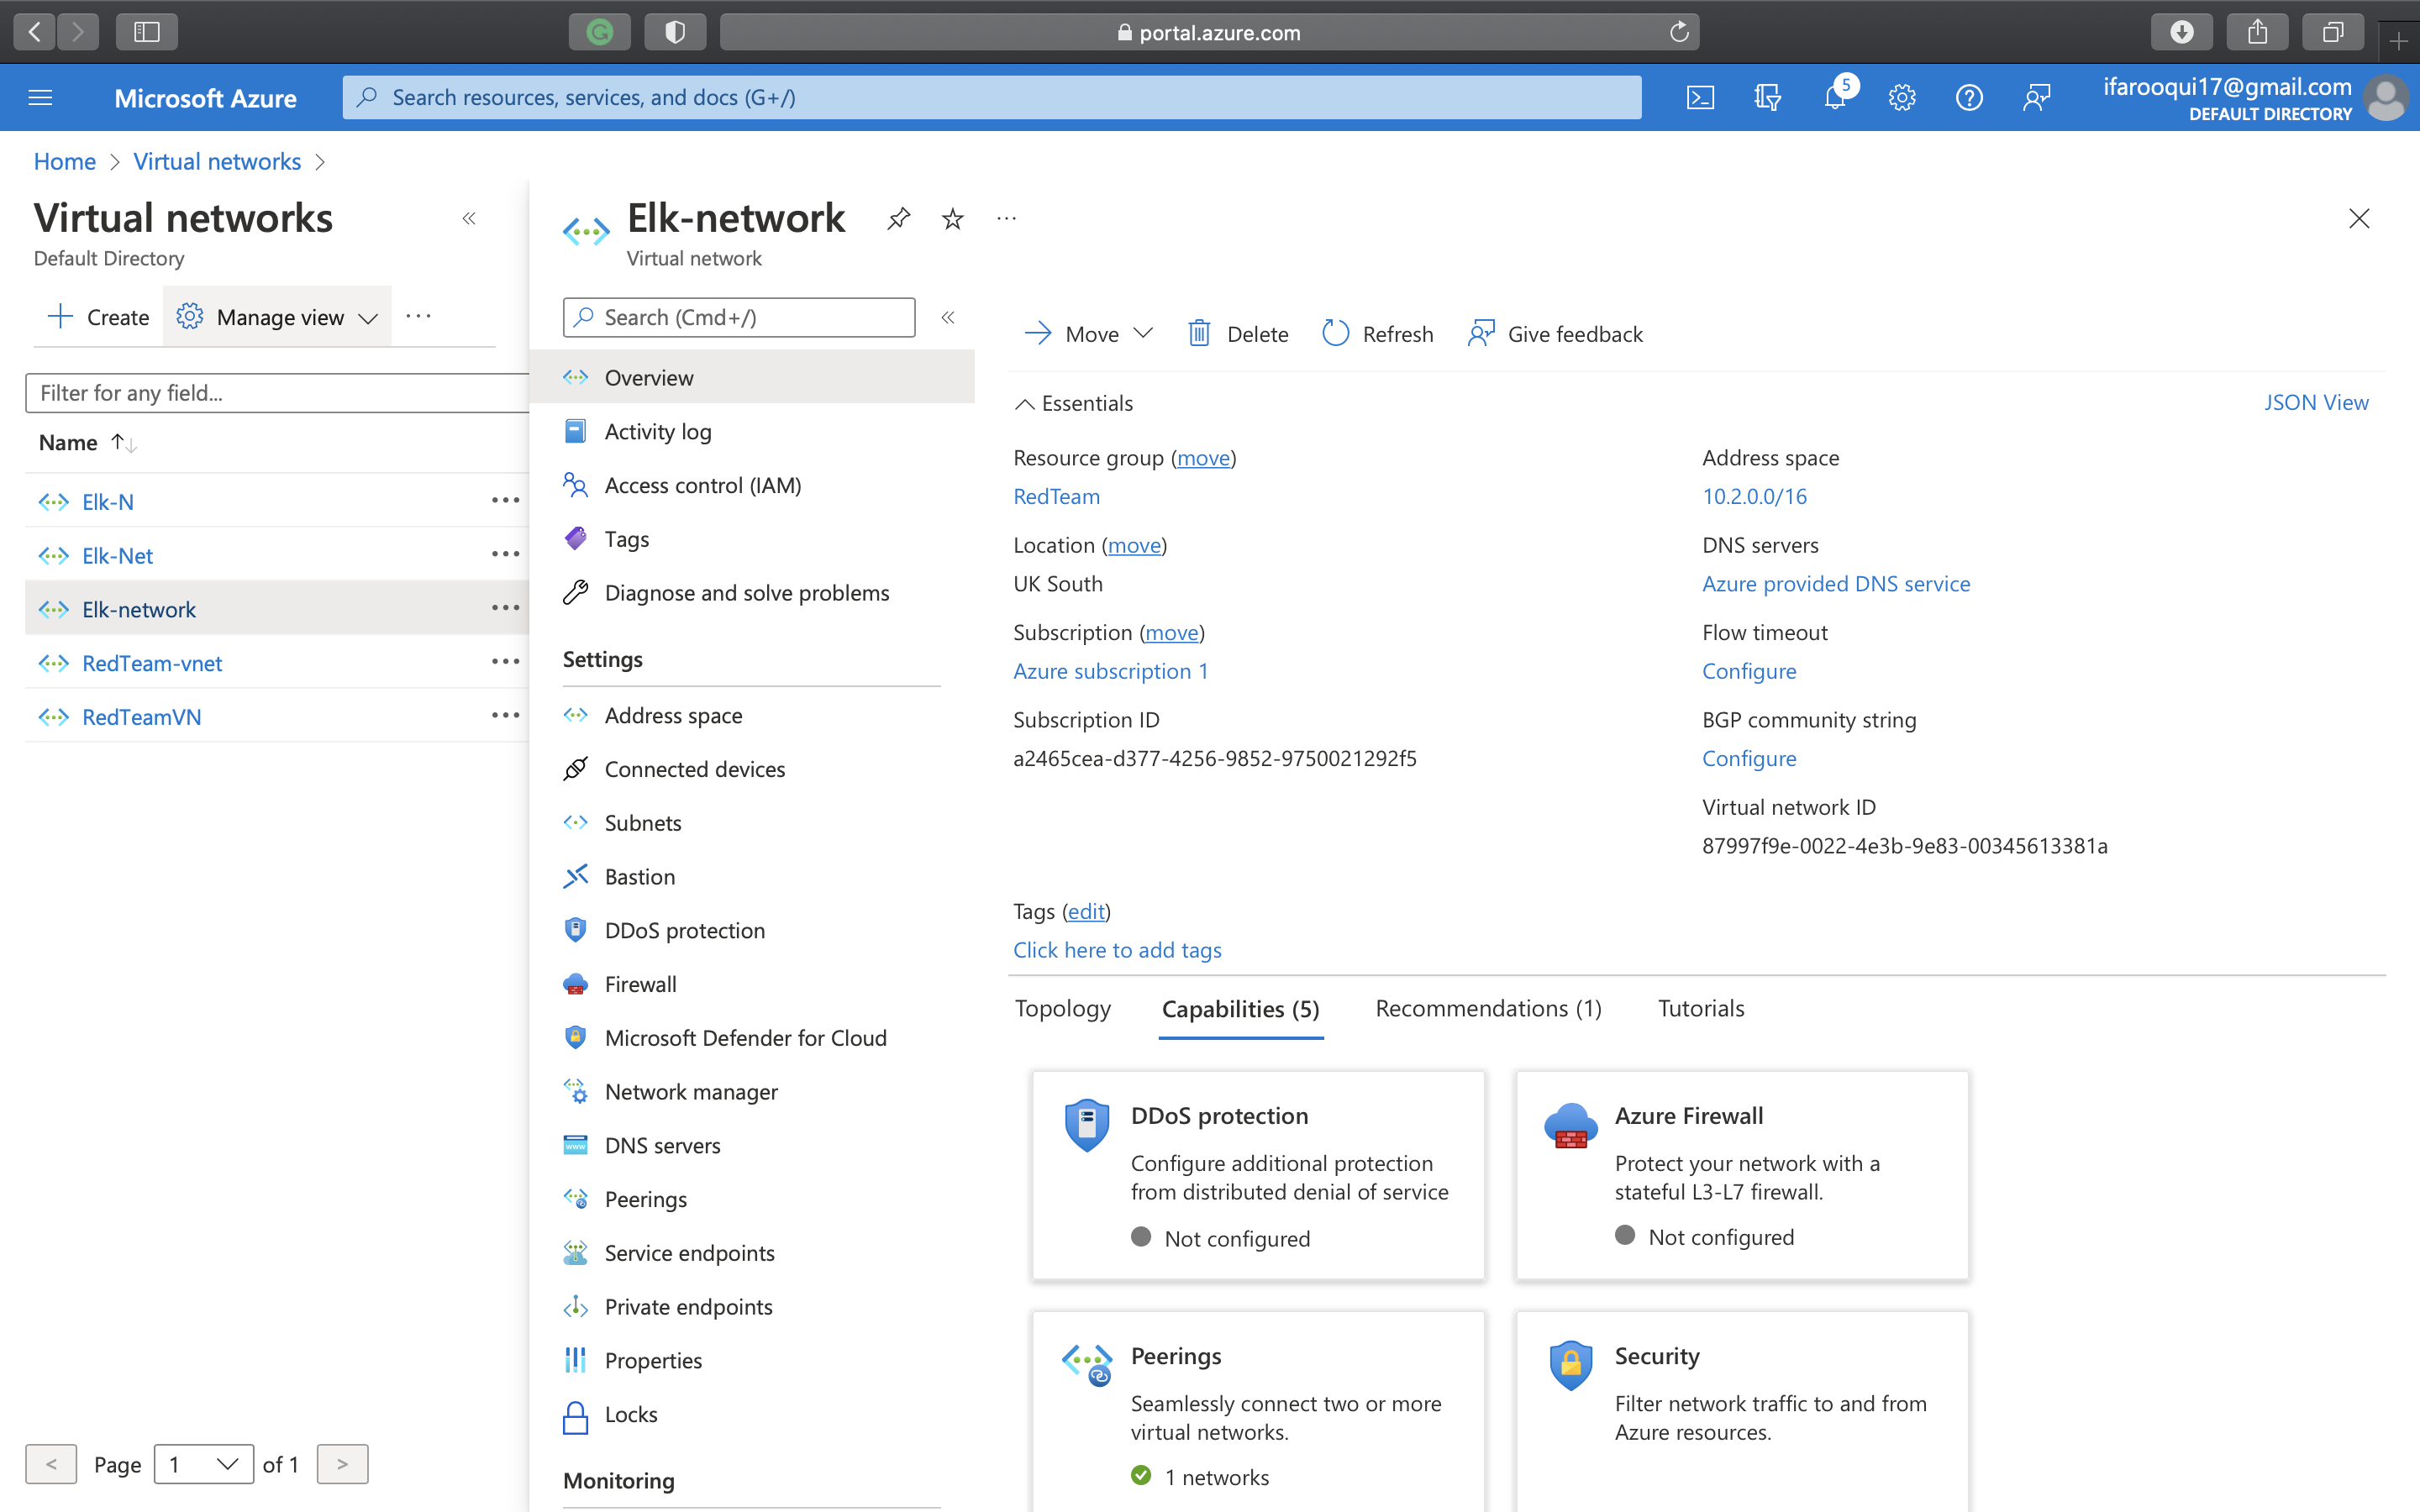 portal.azure.com
Microsoft Azure
Search resources, services, and docs (G+/)
5
ifarooqui17@gmail.com
DEFAULT DIRECTORY
Home > Virtual networks >
Virtual networks
Default Directory
Create
Manage view
Filter for any field...
Name
Elk-N
Elk-Net
Elk-network
RedTeam-vnet
RedTeamVN
< Page 1 of 1 >
Elk-network
Virtual network
Search (Cmd+/)
Overview
Activity log
Access control (IAM)
Tags
Diagnose and solve problems
Settings
Address space
Connected devices
Subnets
Bastion
DDoS protection
Firewall
Microsoft Defender for Cloud
Network manager
DNS servers
Peerings
Service endpoints
Private endpoints
Properties
Locks
Monitoring
Move
Delete
Refresh
Give feedback
Essentials
JSON View
Resource group (move)
RedTeam
Location (move)
UK South
Subscription (move)
Azure subscription 1
Subscription ID
a2465cea-d377-4256-9852-9750021292f5
Address space
10.2.0.0/16
DNS servers
Azure provided DNS service
Flow timeout
Configure
BGP community string
Configure
Virtual network ID
87997f9e-0022-4e3b-9e83-00345613381a
Tags (edit)
Click here to add tags
Topology
Capabilities (5)
Recommendations (1)
Tutorials
DDoS protection
Configure additional protection
from distributed denial of service
Not configured
Azure Firewall
Protect your network with a
stateful L3-L7 firewall.
Not configured
Peerings
Seamlessly connect two or more
virtual networks.
1 networks
Security
Filter network traffic to and from
Azure resources.